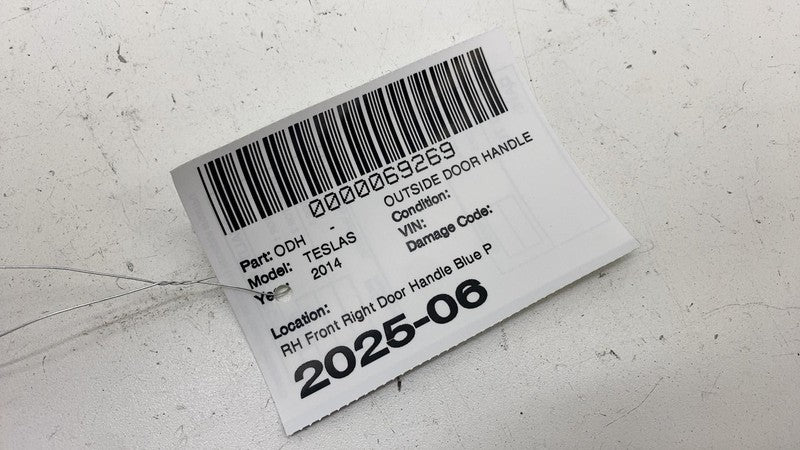 0000069269
Part: ODH - OUTSIDE DOOR HANDLE
Model: TESLAS Condition:
Ye 2014 VIN:
Damage Code:
Location:
RH Front Right Door Handle Blue P
2025-06